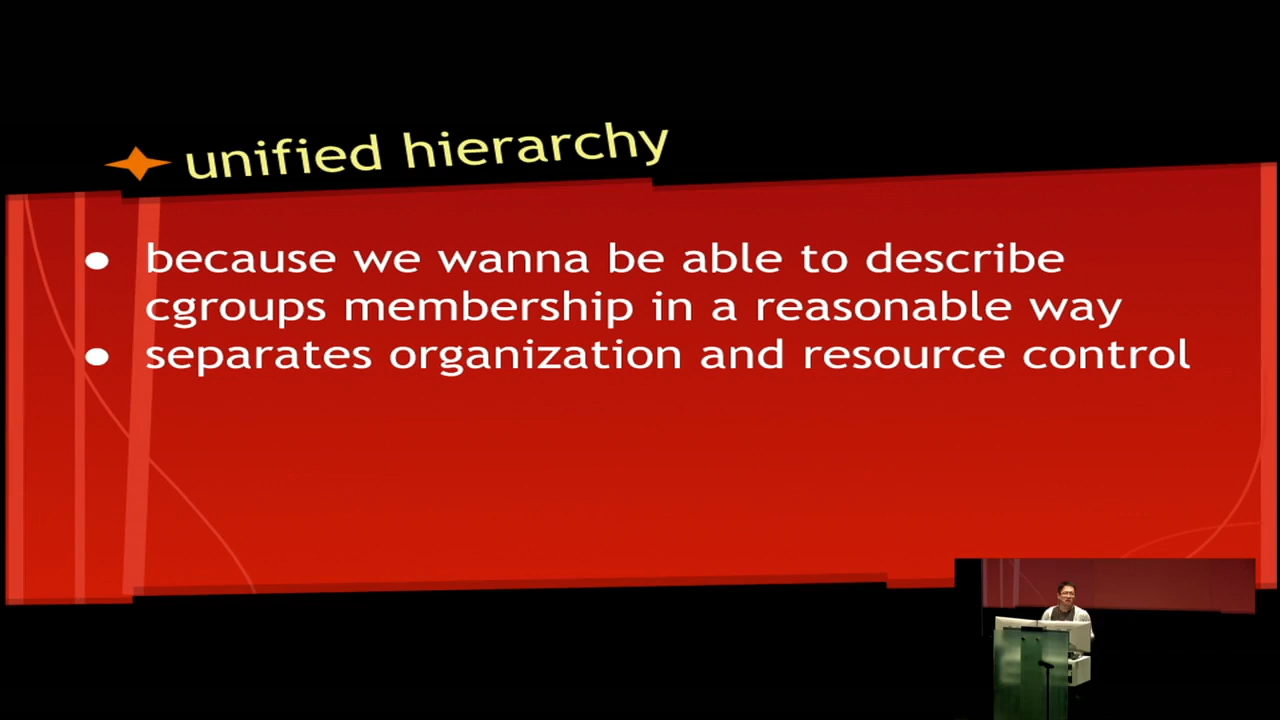 unified hierarchy
● because we wanna be able to describe
cgroups membership in a reasonable way
● separates organization and resource control